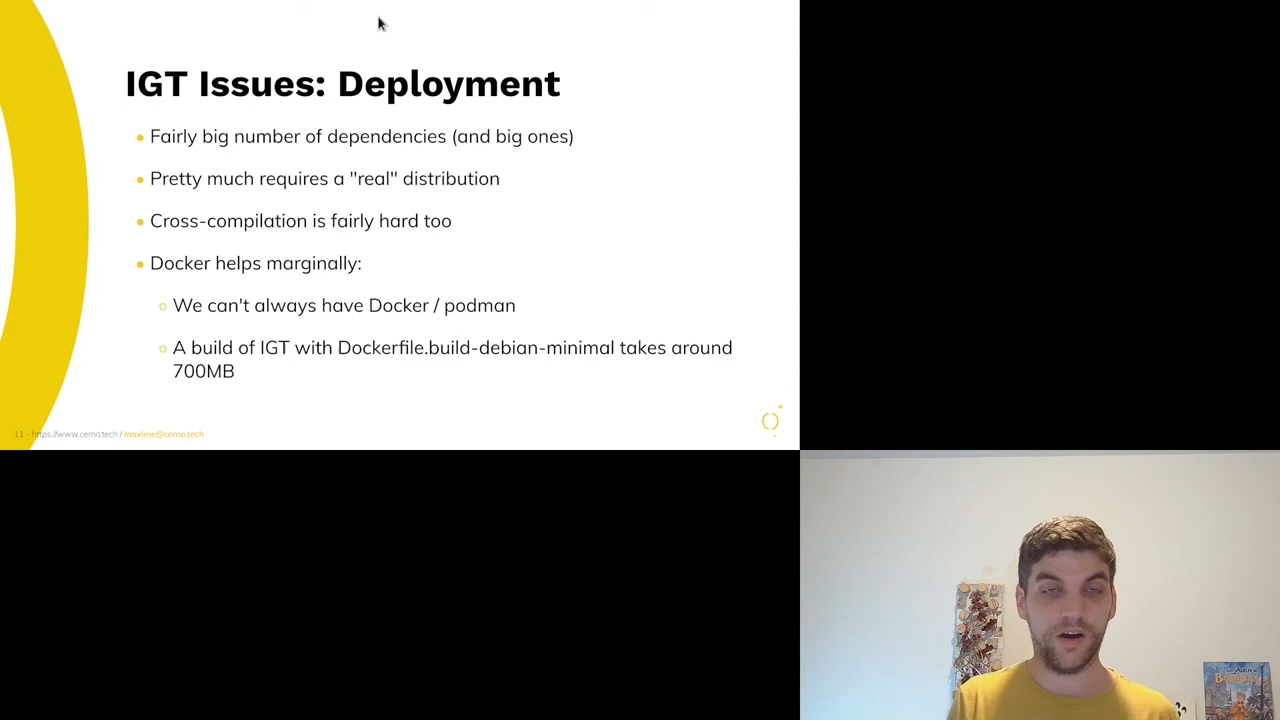 IGT Issues: Deployment
Fairly big number of dependencies (and big ones)
Pretty much requires a "real" distribution
Cross-compilation is fairly hard too
Docker helps marginally:
We can't always have Docker / podman
A build of IGT with Dockerfile.build-debian-minimal takes around
700MB
11 - https://www.cerno.tech / maxime@cerno.tech